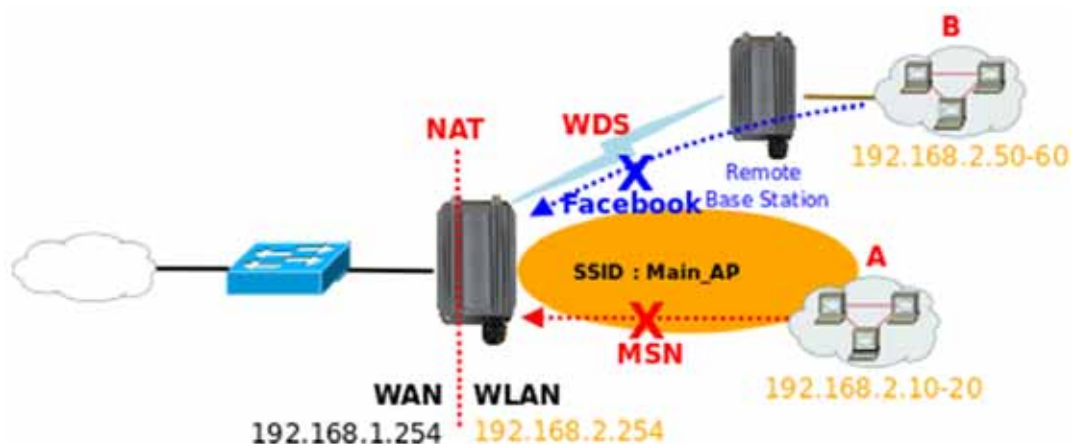 B
NAT
WDS
192.168.2.50-60
Remote
Base Station
X
Facebook
SSID : Main_AP
A
X
MSN
192.168.2.10-20
WAN WLAN
192.168.1.254 192.168.2.254